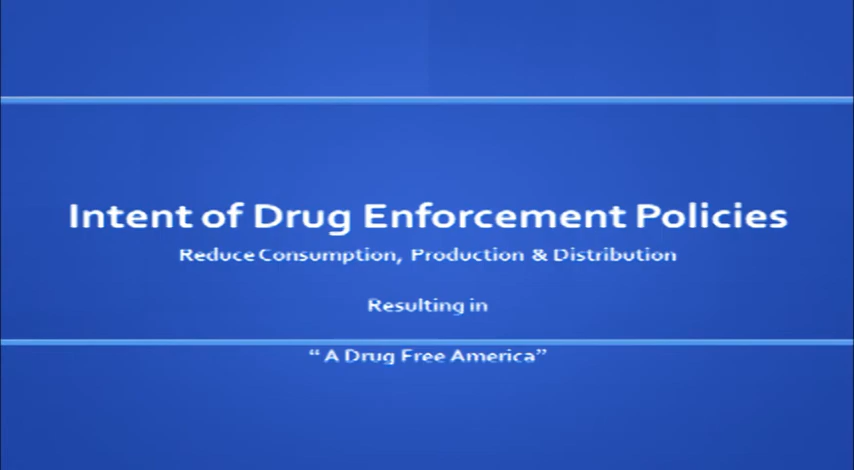 Intent of Drug Enforcement Policies
Reduce Consumption, Production & Distribution
Resulting in
“ A Drug Free America”